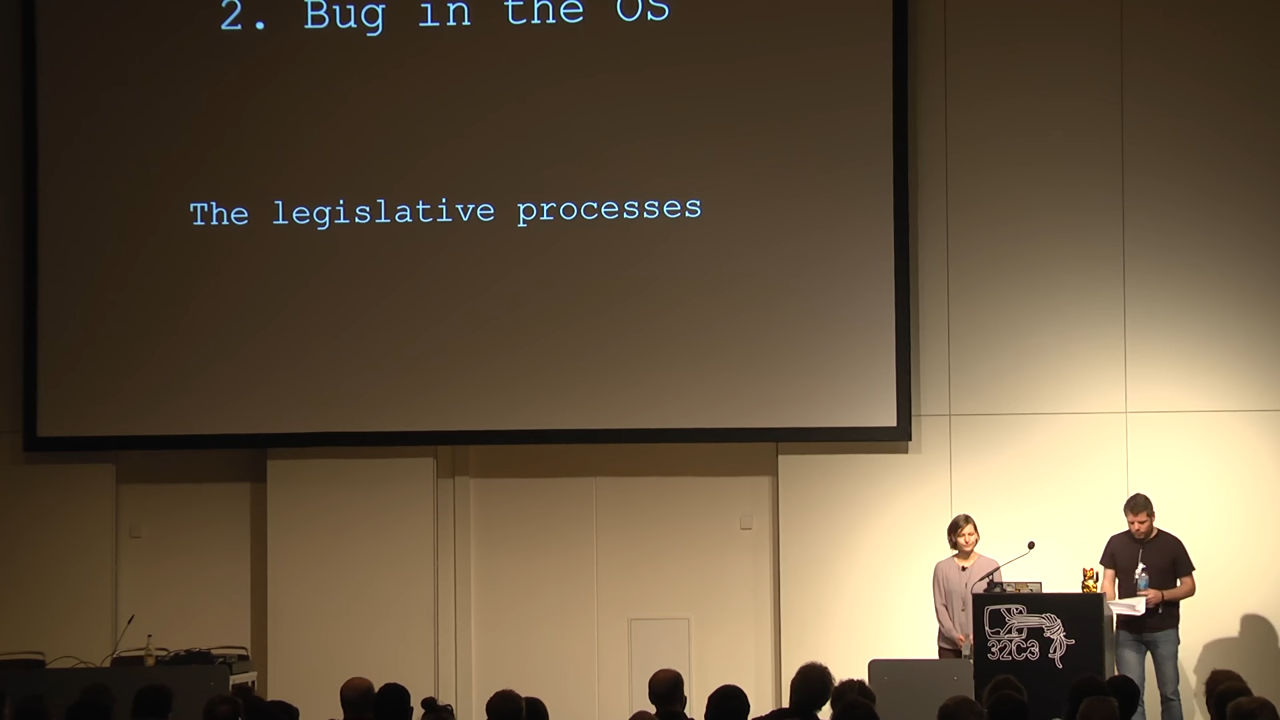 2. Bug in the OS
The legislative processes
32C3